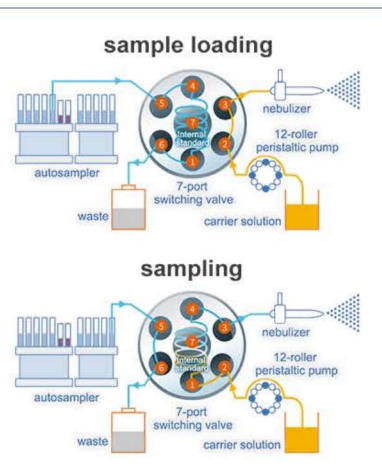 sample loading
4
5
3
7
Internal
standard
6
2
1
nebulizer
12-roller
peristaltic pump
autosampler
7-port
switching valve
waste
carrier solution
sampling
4
5
3
7
Internal
standard
6
2
1
nebulizer
12-roller
peristaltic pump
autosampler
7-port
switching valve
waste
carrier solution